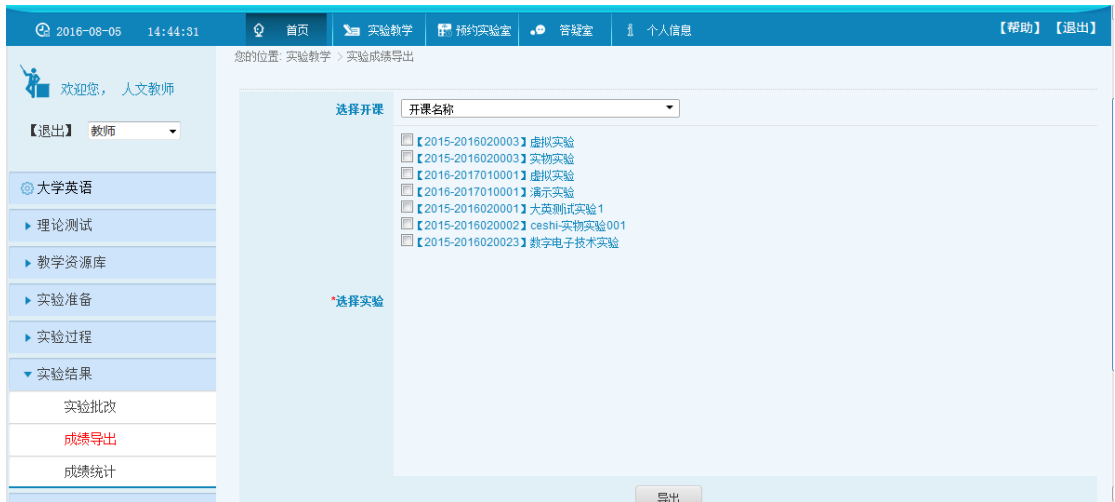 2016-08-05 14:44:31 首页 实验教学 预约实验室 答疑室 个人信息 【帮助】 【退出】
您的位置: 实验教学 > 实验成绩导出
欢迎您， 人文教师
【退出】 教师
大学英语
理论测试
教学资源库
实验准备
实验过程
实验结果
实验批改
成绩导出
成绩统计
选择开课 开课名称
【2015-2016020003】虚拟实验
【2015-2016020003】实物实验
【2016-2017010001】虚拟实验
【2016-2017010001】演示实验
【2015-2016020001】大英测试实验1
【2015-2016020002】ceshi-实物实验001
【2015-2016020023】数字电子技术实验
*选择实验
导出